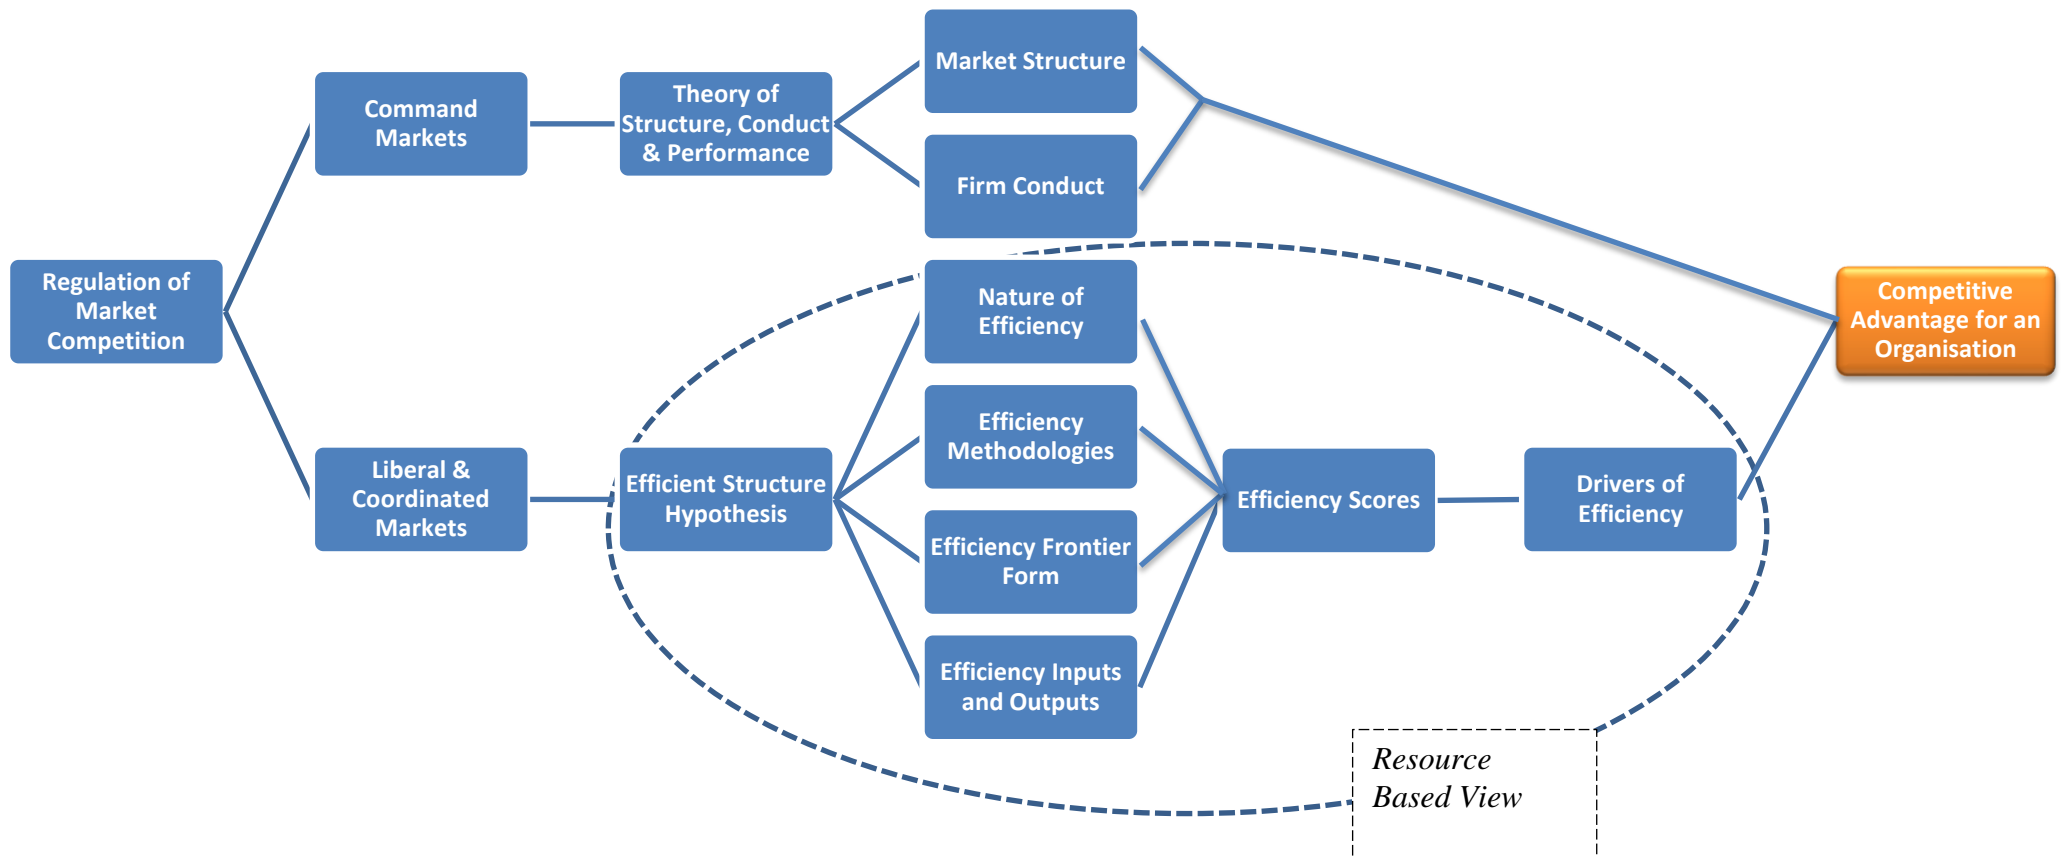 Market Structure
Command
Markets
Theory of
Structure, Conduct
& Performance
Firm Conduct
Regulation of
Market
Competition
Nature of
Efficiency
Competitive
Advantage for an
Organisation
Efficiency
Methodologies
Liberal &
Coordinated
Markets
Efficient Structure
Hypothesis
Efficiency Scores
Drivers of
Efficiency
Efficiency Frontier
Form
Efficiency Inputs
and Outputs
Resource
Based View